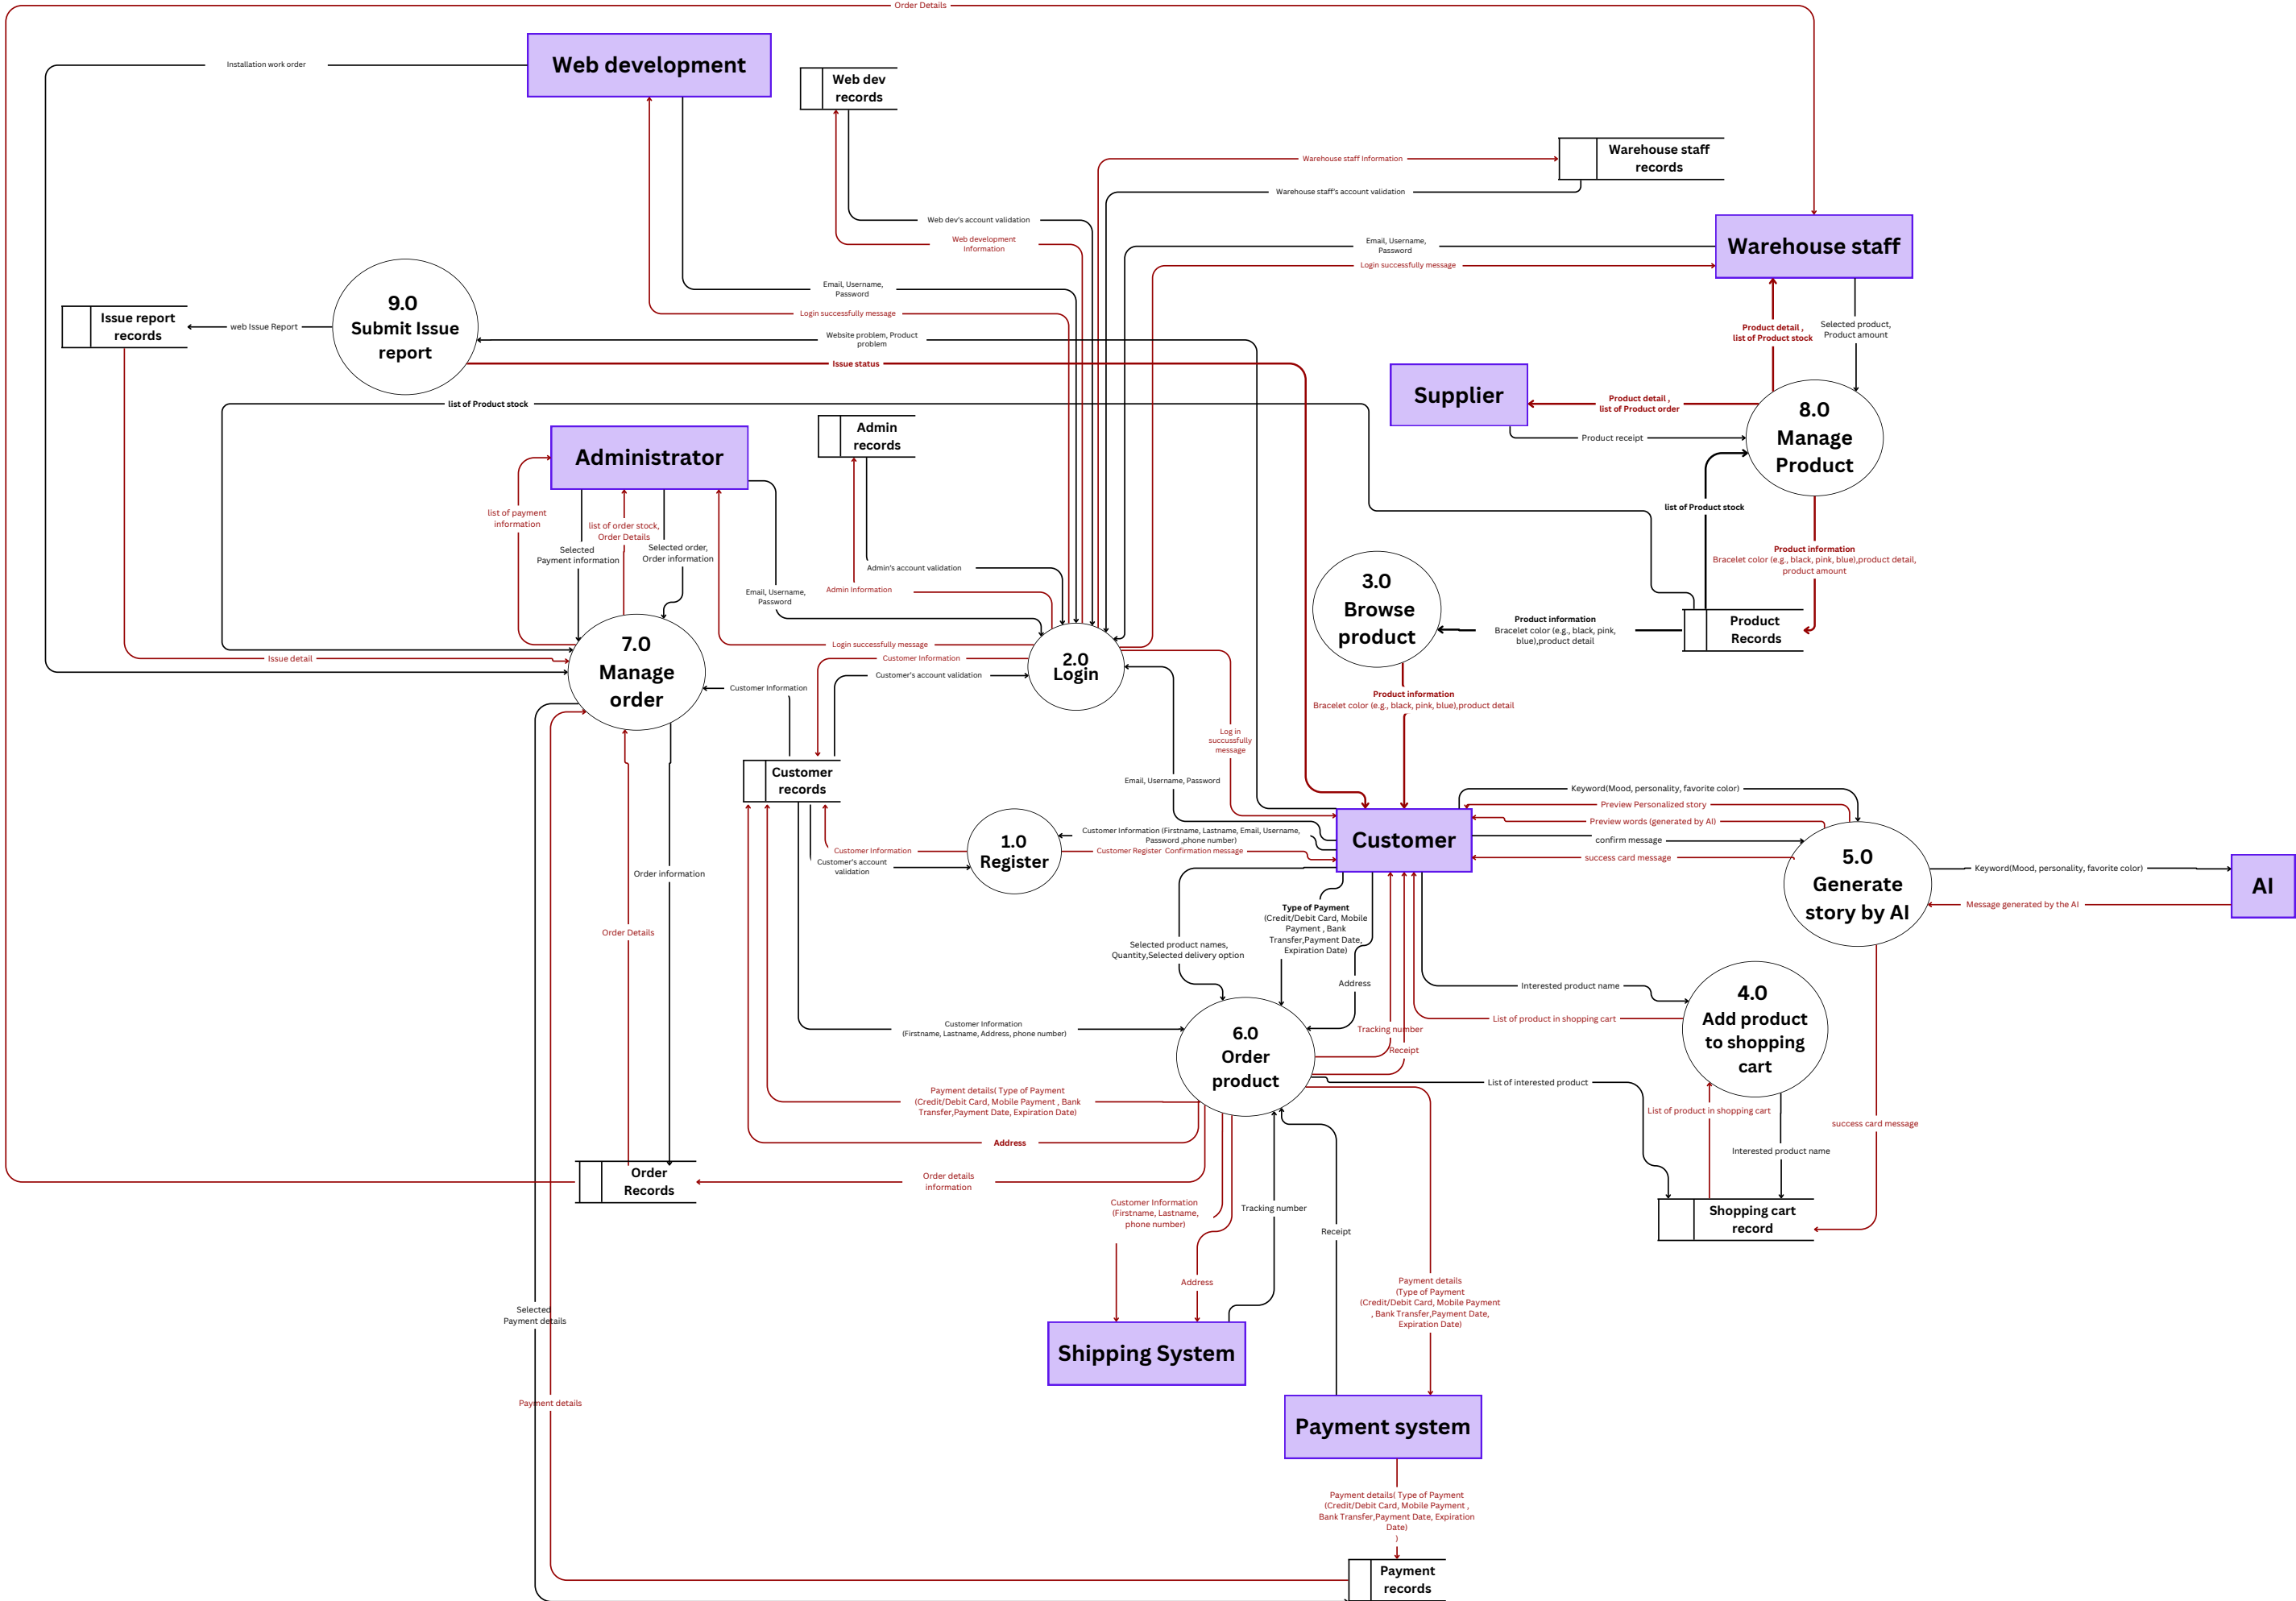 Order Details
Web development
Installation work order
Web dev
records
Warehouse staff
records
Warehouse staff Information
Warehouse staff's account validation
Web dev's account validation
Web development
Information
Email, Username,
Password
Login successfully message
Warehouse staff
Email, Username,
Password
Login successfully message
9.0
Submit Issue
report
Issue report
records
web Issue Report
Website problem, Product
problem
Issue status
Product detail ,
list of Product stock
Selected product,
Product amount
Supplier
Product detail ,
list of Product order
Product receipt
8.0
Manage
Product
list of Product stock
Administrator
Admin
records
list of payment
information
Selected
Payment information
list of order stock,
Order Details
Selected order,
Order information
Email, Username,
Password
Admin's account validation
Admin Information
list of Product stock
Product information
Bracelet color (e.g., black, pink, blue),product detail,
product amount
3.0
Browse
product
Product information
Bracelet color (e.g., black, pink,
blue),product detail
Product
Records
7.0
Manage
order
Issue detail
Login successfully message
Customer Information
Customer's account validation
Customer Information
2.0
Login
Product information
Bracelet color (e.g., black, pink, blue),product detail
Log in
succussfully
message
Email, Username, Password
Customer
records
1.0
Register
Customer Information
Customer's account
validation
Customer Information (Firstname, Lastname, Email, Username,
Password ,phone number)
Customer Register  Confirmation message
Customer
Keyword(Mood, personality, favorite color)
Preview Personalized story
Preview words (generated by AI)
confirm message
success card message
5.0
Generate
story by AI
Keyword(Mood, personality, favorite color)
Message generated by the AI
AI
Order information
Order Details
Type of Payment
(Credit/Debit Card, Mobile
Payment , Bank
Transfer,Payment Date,
Expiration Date)
Selected product names,
Quantity,Selected delivery option
Address
Interested product name
List of product in shopping cart
4.0
Add product
to shopping
cart
Customer Information
(Firstname, Lastname, Address, phone number)
6.0
Order
product
Tracking number
Receipt
List of interested product
Payment details( Type of Payment
(Credit/Debit Card, Mobile Payment , Bank
Transfer,Payment Date, Expiration Date)
Address
List of product in shopping cart
Interested product name
success card message
Order
Records
Order details
information
Customer Information
(Firstname, Lastname,
phone number)
Tracking number
Receipt
Shopping cart
record
Address
Payment details
(Type of Payment
(Credit/Debit Card, Mobile Payment
, Bank Transfer,Payment Date,
Expiration Date)
Selected
Payment details
Shipping System
Payment details
Payment system
Payment details( Type of Payment
(Credit/Debit Card, Mobile Payment ,
Bank Transfer,Payment Date, Expiration
Date)
)
Payment
records